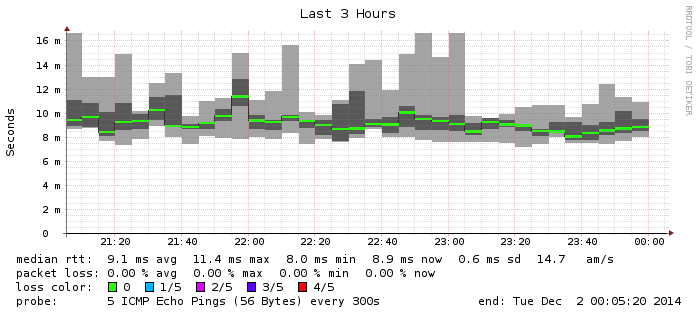 Last 3 Hours
RRDTOOL / TOBI OETIKER
Seconds
16 m
14 m
12 m
10 m
8 m
6 m
4 m
2 m
0
21:20 21:40 22:00 22:20 22:40 23:00 23:20 23:40 00:00
median rtt: 9.1 ms avg 11.4 ms max 8.0 ms min 8.9 ms now 0.6 ms sd 14.7 am/s
packet loss: 0.00 % avg 0.00 % max 0.00 % min 0.00 % now
loss color: 0 1/5 2/5 3/5 4/5
probe: 5 ICMP Echo Pings (56 Bytes) every 300s end: Tue Dec 2 00:05:20 2014